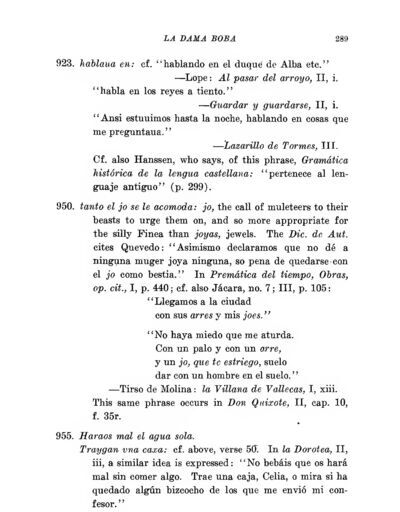 LA DAMA BOBA 289
923. hablaua en: cf. "hablando en el duque de Alba etc."
—Lope: Al pasar del arroyo, II, i.
"habla en los reyes a tiento."
—Guardar y guardarse, II, i.
"Ansi estuuimos hasta la noche, hablando en cosas que
me preguntaua."
—Lazarillo de Tormes, III.
Cf. also Hanssen, who says, of this phrase, Gramática
histórica de la lengua castellana: "pertenece al len-
guaje antiguo" (p. 299).
950. tanto el jo se le acomoda: jo, the call of muleteers to their
beasts to urge them on, and so more appropriate for
the silly Finea than joyas, jewels. The Dic. de Aut.
cites Quevedo: "Asimismo declaramos que no dé a
ninguna muger joya ninguna, so pena de quedarse con
el jo como bestia." In Premática del tiempo, Obras,
op. cit., I, p. 440; cf. also Jácara, no. 7; III, p. 105:
"Llegamos a la ciudad
con sus arres y mis joes."
"No haya miedo que me aturda.
Con un palo y con un arre,
y un jo, que te estriego, suelo
dar con un hombre en el suelo."
—Tirso de Molina: la Villana de Vallecas, I, xiii.
This same phrase occurs in Don Quixote, II, cap. 10,
f. 35r.
955. Haraos mal el agua sola.
Traygan vna caxa: cf. above, verse 50. In la Dorotea, II,
iii, a similar idea is expressed: "No bebáis que os hará
mal sin comer algo. Trae una caja, Celia, o mira si ha
quedado algún bizcocho de los que me envió mi con-
fesor."